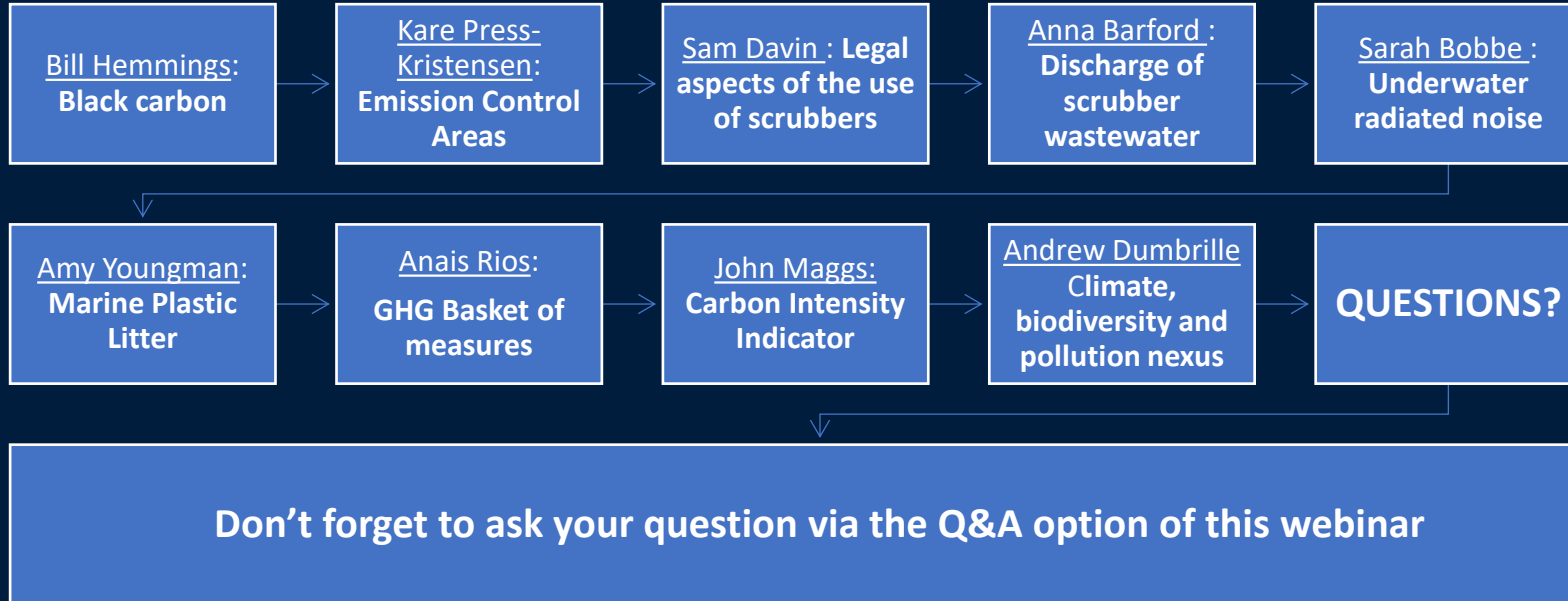 Bill Hemmings:
Black carbon
Kare Press-
Kristensen:
Emission Control
Areas
Sam Davin : Legal
aspects of the use
of scrubbers
Anna Barford :
Discharge of
scrubber
wastewater
Sarah Bobbe :
Underwater
radiated noise
Amy Youngman:
Marine Plastic
Litter
Anais Rios:
GHG Basket of
measures
John Maggs:
Carbon Intensity
Indicator
Andrew Dumbrille
Climate,
biodiversity and
pollution nexus
QUESTIONS?
Don’t forget to ask your question via the Q&A option of this webinar